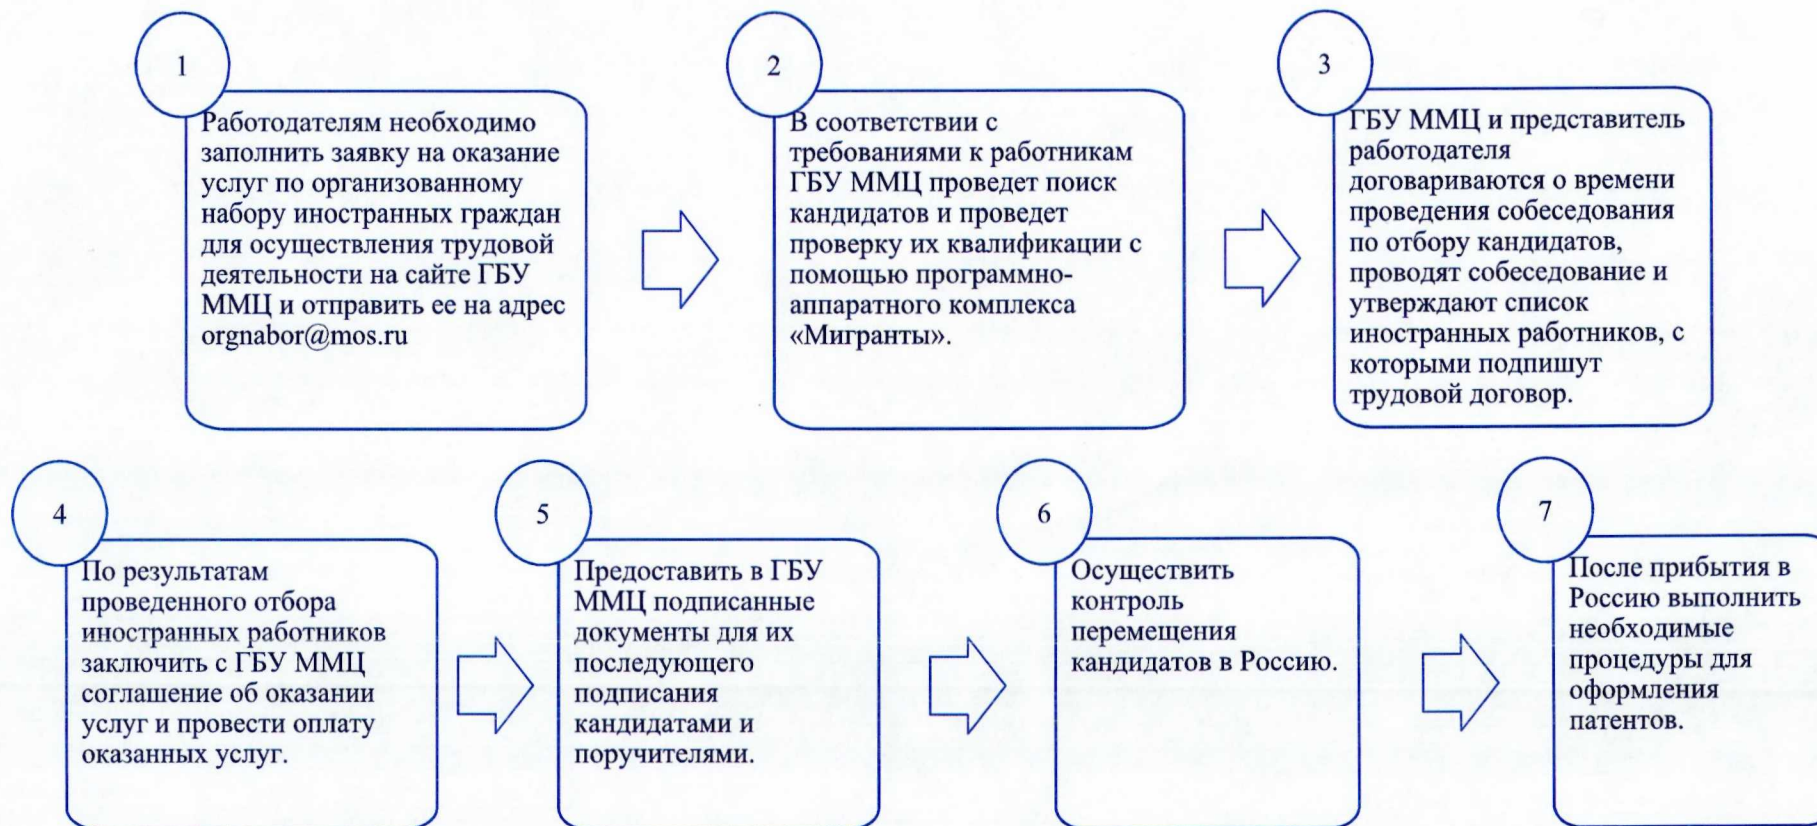 1
Работодателям необходимо
заполнить заявку на оказание
услуг по организованному
набору иностранных граждан
для осуществления трудовой
деятельности на сайте ГБУ
ММЦ и отправить ее на адрес
orgnabor@mos.ru
2
В соответствии с
требованиями к работникам
ГБУ ММЦ проведет поиск
кандидатов и проведет
проверку их квалификации с
помощью программно-
аппаратного комплекса
«Мигранты».
3
ГБУ ММЦ и представитель
работодателя
договариваются о времени
проведения собеседования
по отбору кандидатов,
проводят собеседование и
утверждают список
иностранных работников, с
которыми подпишут
трудовой договор.
4
По результатам
проведенного отбора
иностранных работников
заключить с ГБУ ММЦ
соглашение об оказании
услуг и провести оплату
оказанных услуг.
5
Предоставить в ГБУ
ММЦ подписанные
документы для их
последующего
подписания
кандидатами и
поручителями.
6
Осуществить
контроль
перемещения
кандидатов в Россию.
7
После прибытия в
Россию выполнить
необходимые
процедуры для
оформления
патентов.